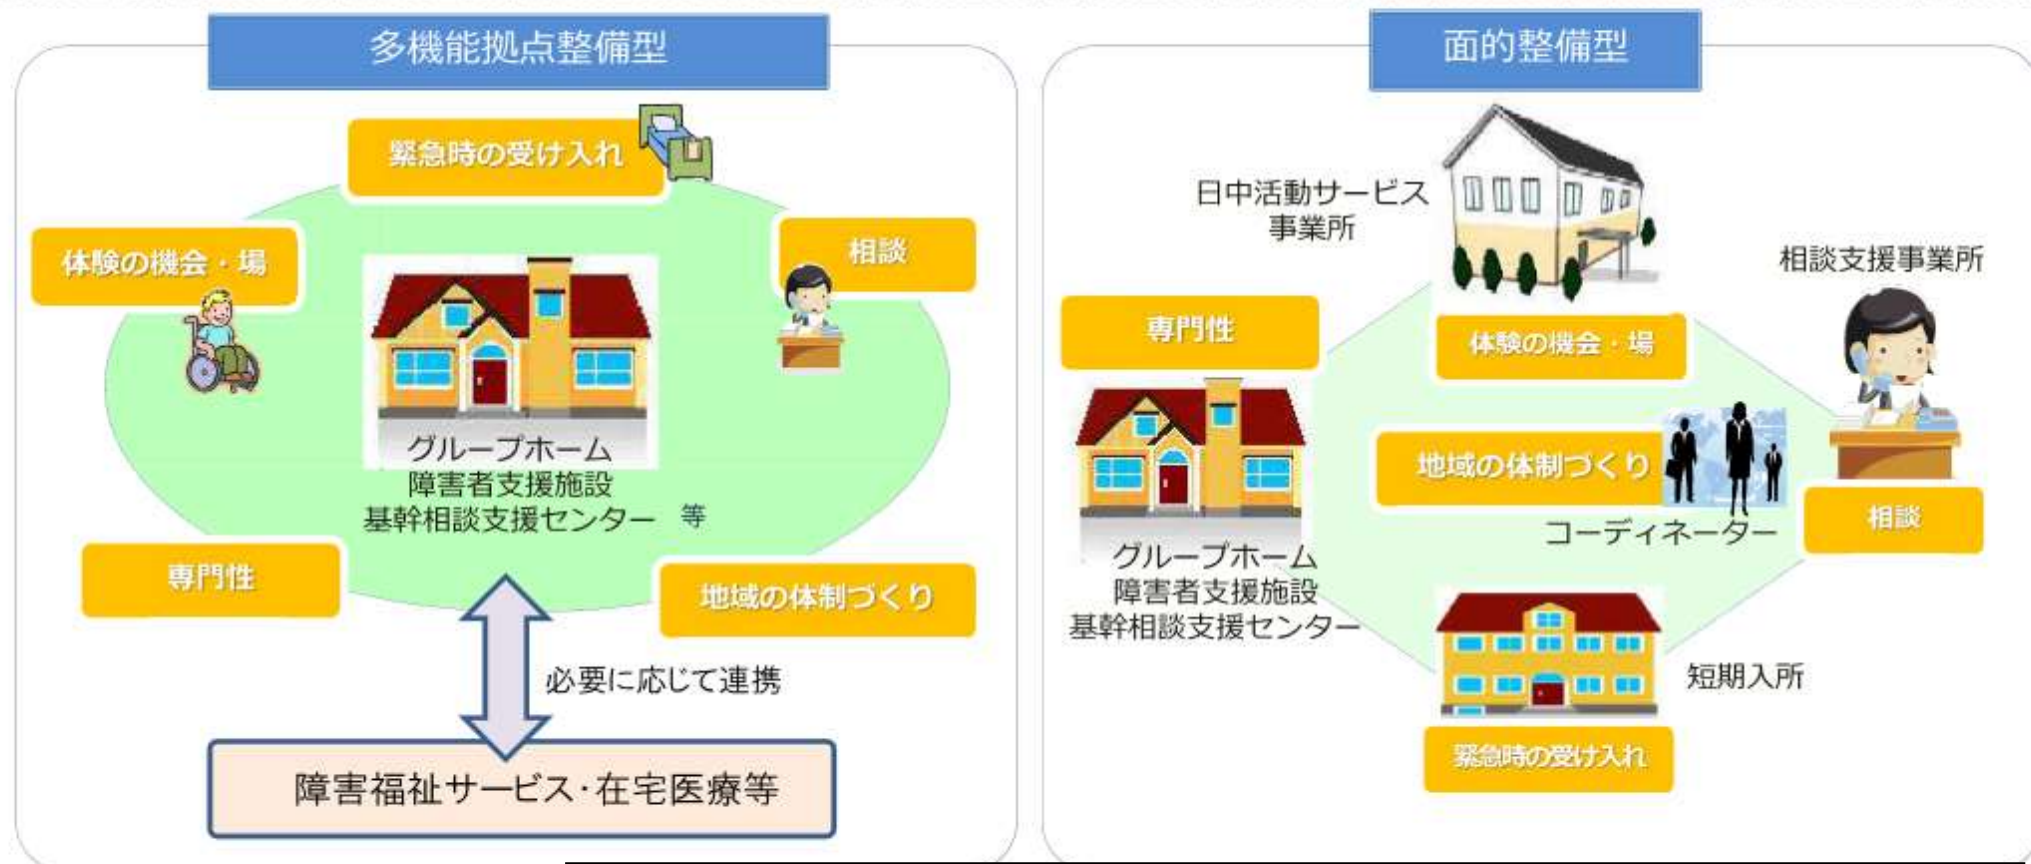 多機能拠点整備型
緊急時の受け入れ
体験の機会・場
相談
グループホーム
障害者支援施設
基幹相談支援センター 等
専門性
地域の体制づくり
必要に応じて連携
障害福祉サービス・在宅医療等
面的整備型
日中活動サービス
事業所
相談支援事業所
専門性
体験の機会・場
地域の体制づくり
コーディネーター
相談
グループホーム
障害者支援施設
基幹相談支援センター
短期入所
緊急時の受け入れ